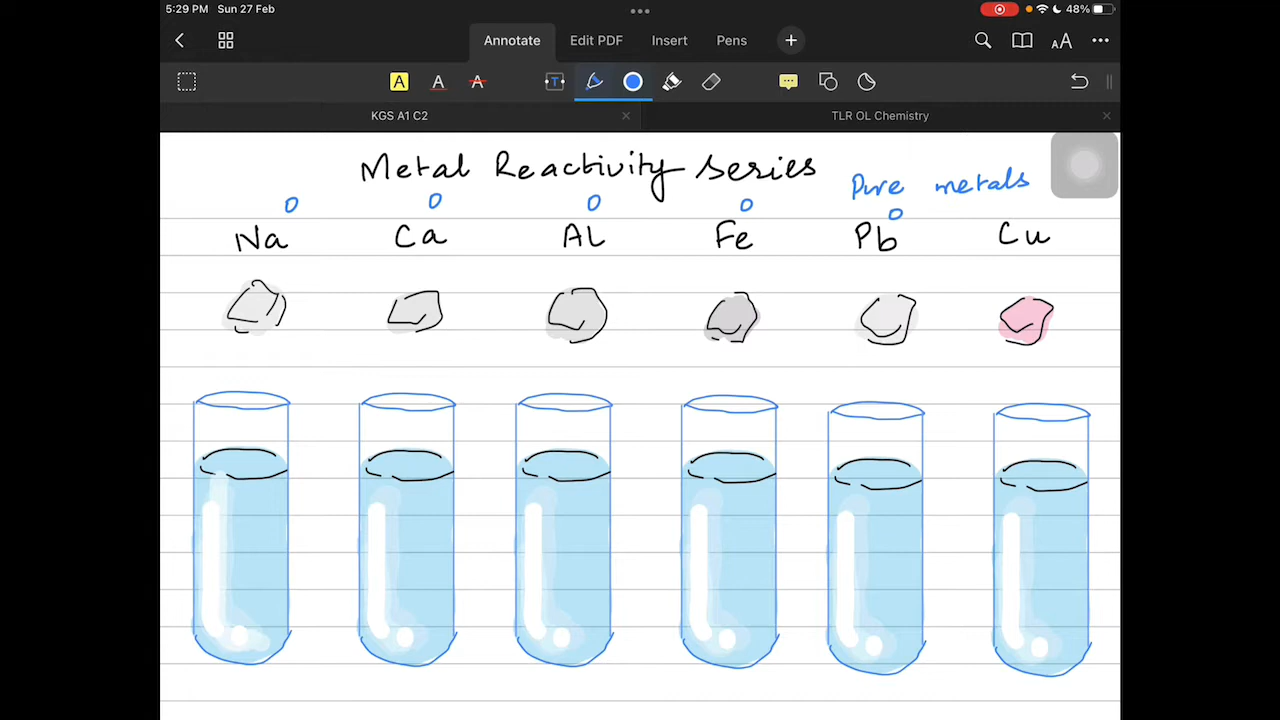 5:29 PM Sun 27 Feb 48%
Annotate Edit PDF Insert Pens
A A A T AA
KGS A1 C2 TLR OL Chemistry
Metal Reactivity series
Pure metals
0 0 0 0 0
Na Ca Al Fe Pb Cu